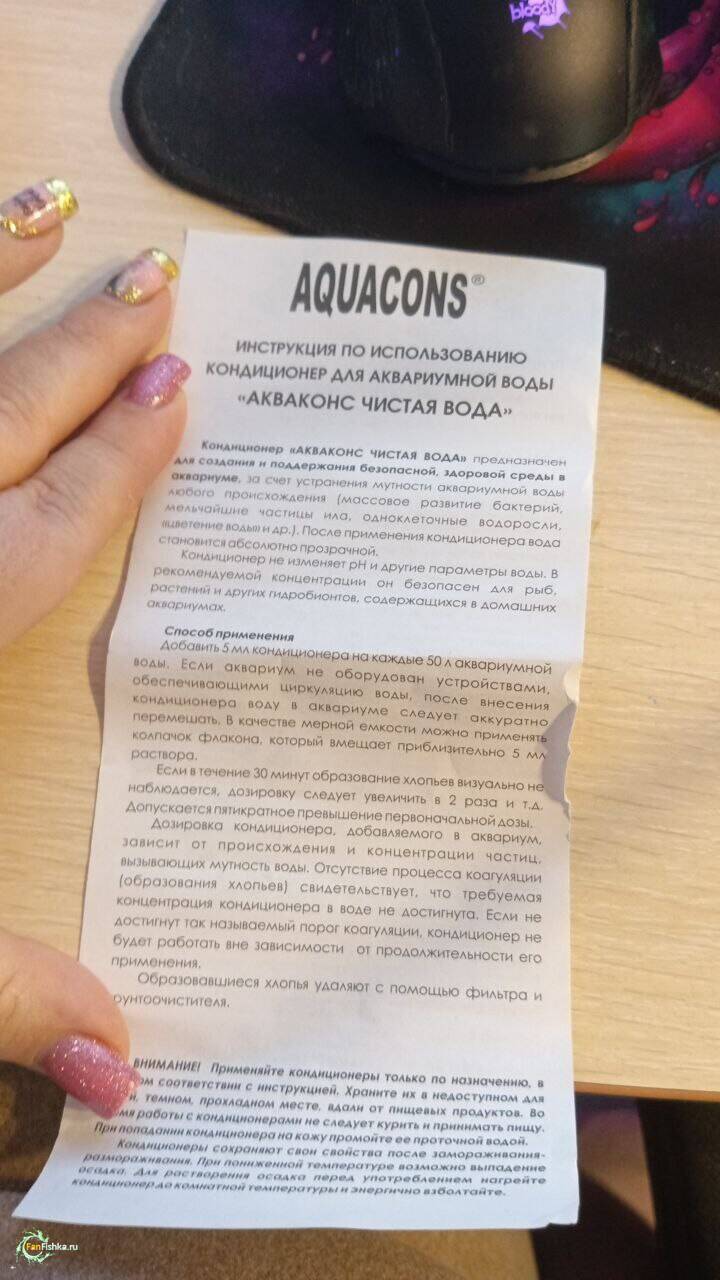 bloody
AQUACONS®
ИНСТРУКЦИЯ ПО ИСПОЛЬЗОВАНИЮ
КОНДИЦИОНЕР ДЛЯ АКВАРИУМНОЙ ВОДЫ
«АКВАКОНС ЧИСТАЯ ВОДА»
Кондиционер «АКВАКОНС ЧИСТАЯ ВОДА» предназначен
для создания и поддержания безопасной, здоровой среды в
аквариуме, за счет устранения мутности аквариумной воды
любого происхождения (массовое развитие бактерий,
мельчайшие частицы ила, одноклеточные водоросли,
«цветение воды» и др.). После применения кондиционера вода
становится абсолютно прозрачной.
Кондиционер не изменяет pH и другие параметры воды. В
рекомендуемой концентрации он безопасен для рыб,
растений и других гидробионтов, содержащихся в домашних
аквариумах.
Способ применения
Добавить 5 мл кондиционера на каждые 50 л аквариумной
воды. Если аквариум не оборудован устройствами,
обеспечивающими циркуляцию воды, после внесения
кондиционера воду в аквариуме следует аккуратно
перемешать. В качестве мерной емкости можно применять
колпачок флакона, который вмещает приблизительно 5 мл
раствора.
Если в течение 30 минут образование хлопьев визуально не
наблюдается, дозировку следует увеличить в 2 раза и т.д.
Допускается пятикратное превышение первоначальной дозы.
Дозировка кондиционера, добавляемого в аквариум,
зависит от происхождения и концентрации частиц,
вызывающих мутность воды. Отсутствие процесса коагуляции
(образования хлопьев) свидетельствует, что требуемая
концентрация кондиционера в воде не достигнута. Если не
достигнут так называемый порог коагуляции, кондиционер не
будет работать вне зависимости от продолжительности его
применения.
Образовавшиеся хлопья удаляют с помощью фильтра и
рунтоочистителя.
ВНИМАНИЕ! Применяйте кондиционеры только по назначению, в
ом соответствии с инструкцией. Храните их в недоступном для
и, темном, прохладном месте, вдали от пищевых продуктов. Во
мя работы с кондиционерами не следует курить и принимать пищу.
При попадании кондиционера на кожу промойте ее проточной водой.
Кондиционеры сохраняют свои свойства после замораживания-
размораживания. При пониженной температуре возможно выпадение
осадка. Для растворения осадка перед употреблением нагрейте
кондиционер до комнатной температуры и энергично взболтайте.
FanFishka.ru